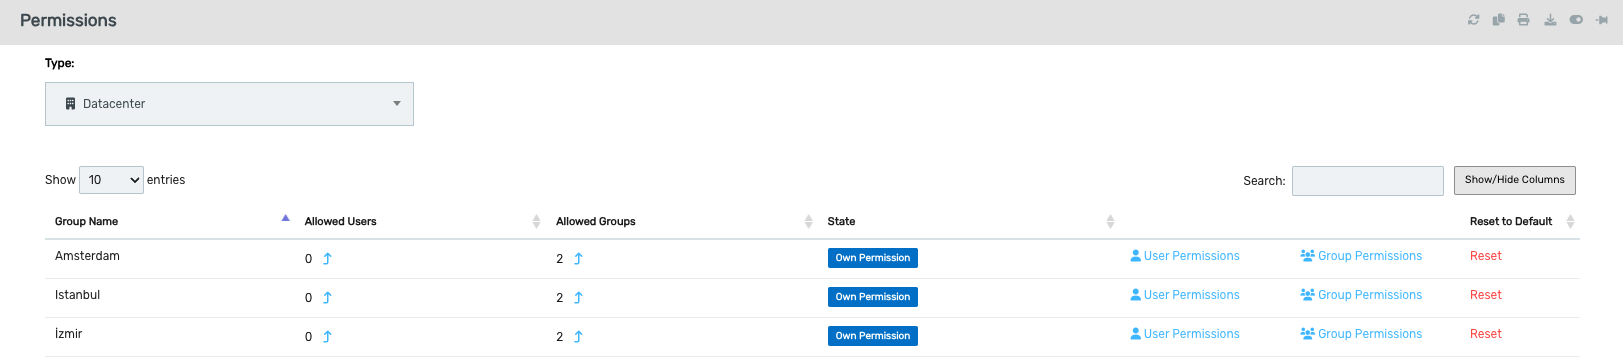 Permissions
Type:
Datacenter
Show 10 entries Search: Show/Hide Columns
Group Name Allowed Users Allowed Groups State Reset to Default
Amsterdam 0 2 Own Permission User Permissions Group Permissions Reset
Istanbul 0 2 Own Permission User Permissions Group Permissions Reset
İzmir 0 2 Own Permission User Permissions Group Permissions Reset